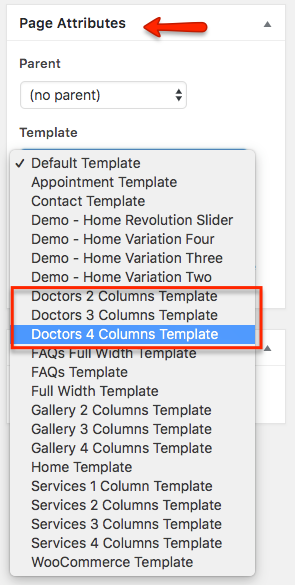 Page Attributes
Parent
(no parent)
Template
✓ Default Template
Appointment Template
Contact Template
Demo - Home Revolution Slider
Demo - Home Variation Four
Demo - Home Variation Three
Demo - Home Variation Two
Doctors 2 Columns Template
Doctors 3 Columns Template
Doctors 4 Columns Template
FAQs Full Width Template
FAQs Template
Full Width Template
Gallery 2 Columns Template
Gallery 3 Columns Template
Gallery 4 Columns Template
Home Template
Services 1 Column Template
Services 2 Columns Template
Services 3 Columns Template
Services 4 Columns Template
WooCommerce Template